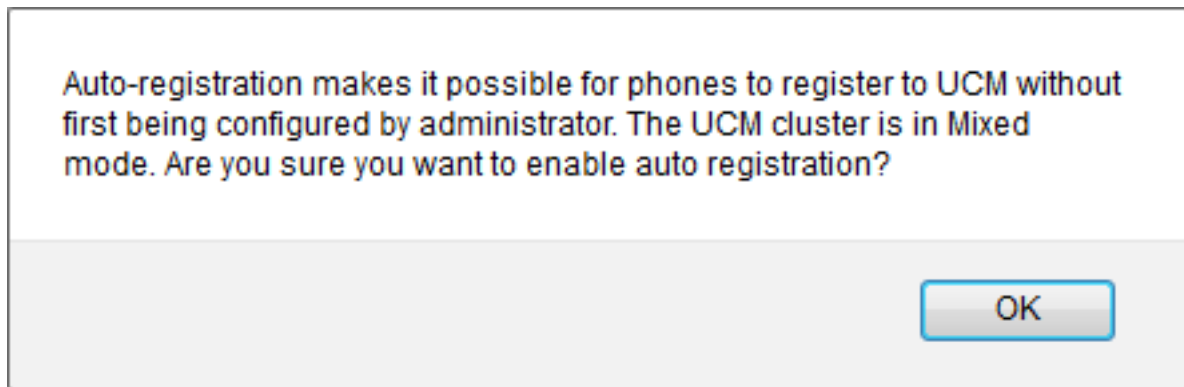 Auto-registration makes it possible for phones to register to UCM without
first being configured by administrator. The UCM cluster is in Mixed
mode. Are you sure you want to enable auto registration?
OK